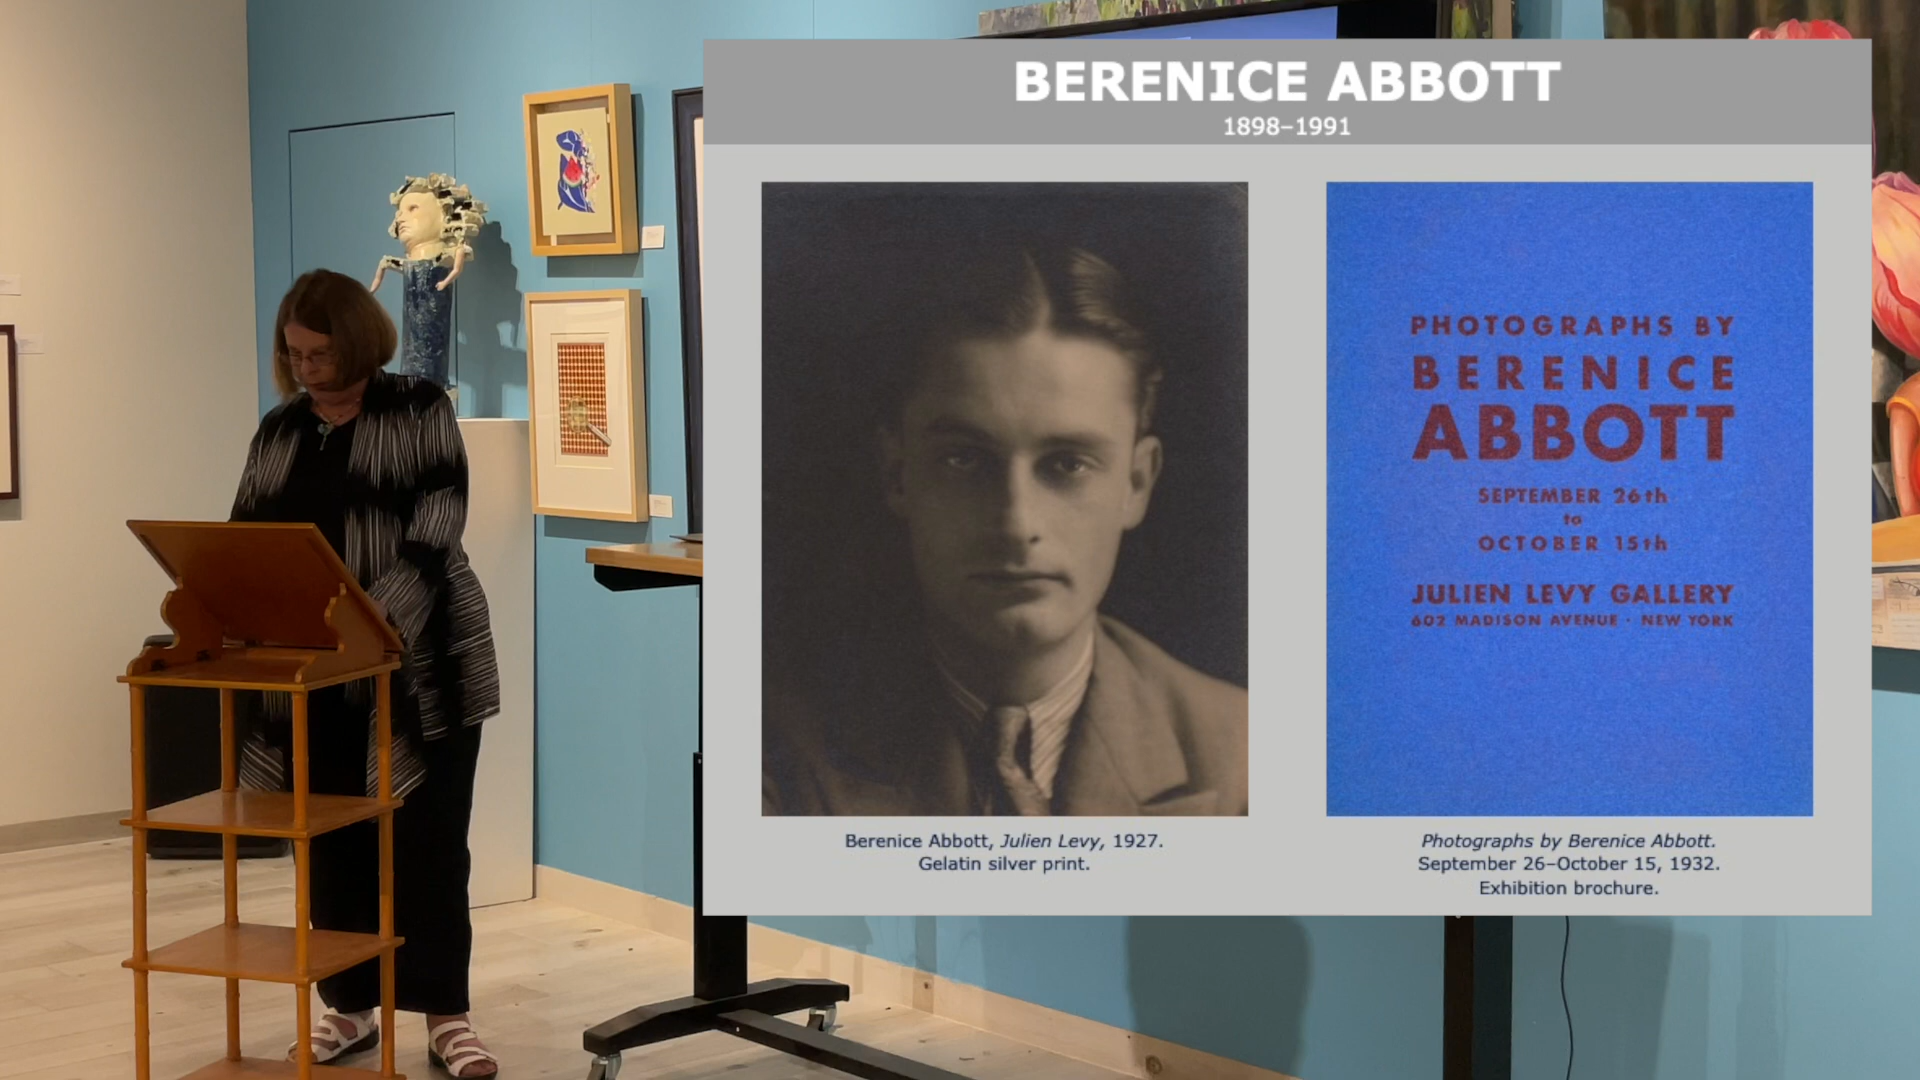 BERENICE ABBOTT
1898–1991
PHOTOGRAPHS BY
BERENICE
ABBOTT
SEPTEMBER 26th
to
OCTOBER 15th
JULIEN LEVY GALLERY
602 MADISON AVENUE · NEW YORK
Berenice Abbott, Julien Levy, 1927.
Gelatin silver print.
Photographs by Berenice Abbott.
September 26–October 15, 1932.
Exhibition brochure.